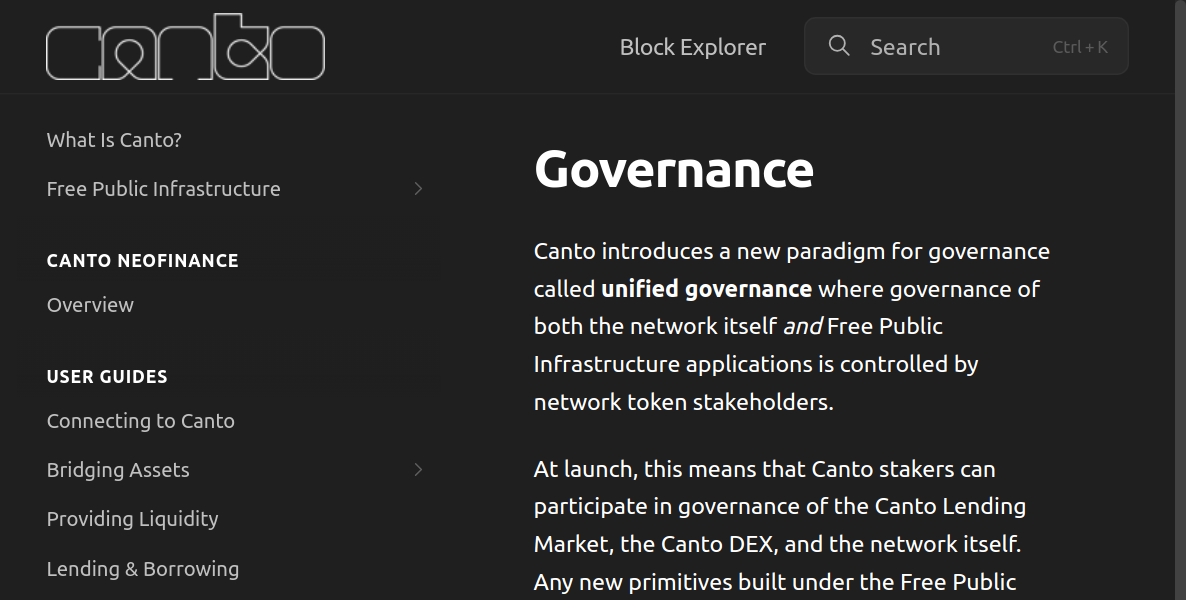 canto
Block Explorer
Search
Ctrl + K
What Is Canto?
Free Public Infrastructure
CANTO NEOFINANCE
Overview
USER GUIDES
Connecting to Canto
Bridging Assets
Providing Liquidity
Lending & Borrowing
Governance
Canto introduces a new paradigm for governance
called unified governance where governance of
both the network itself and Free Public
Infrastructure applications is controlled by
network token stakeholders.
At launch, this means that Canto stakers can
participate in governance of the Canto Lending
Market, the Canto DEX, and the network itself.
Any new primitives built under the Free Public